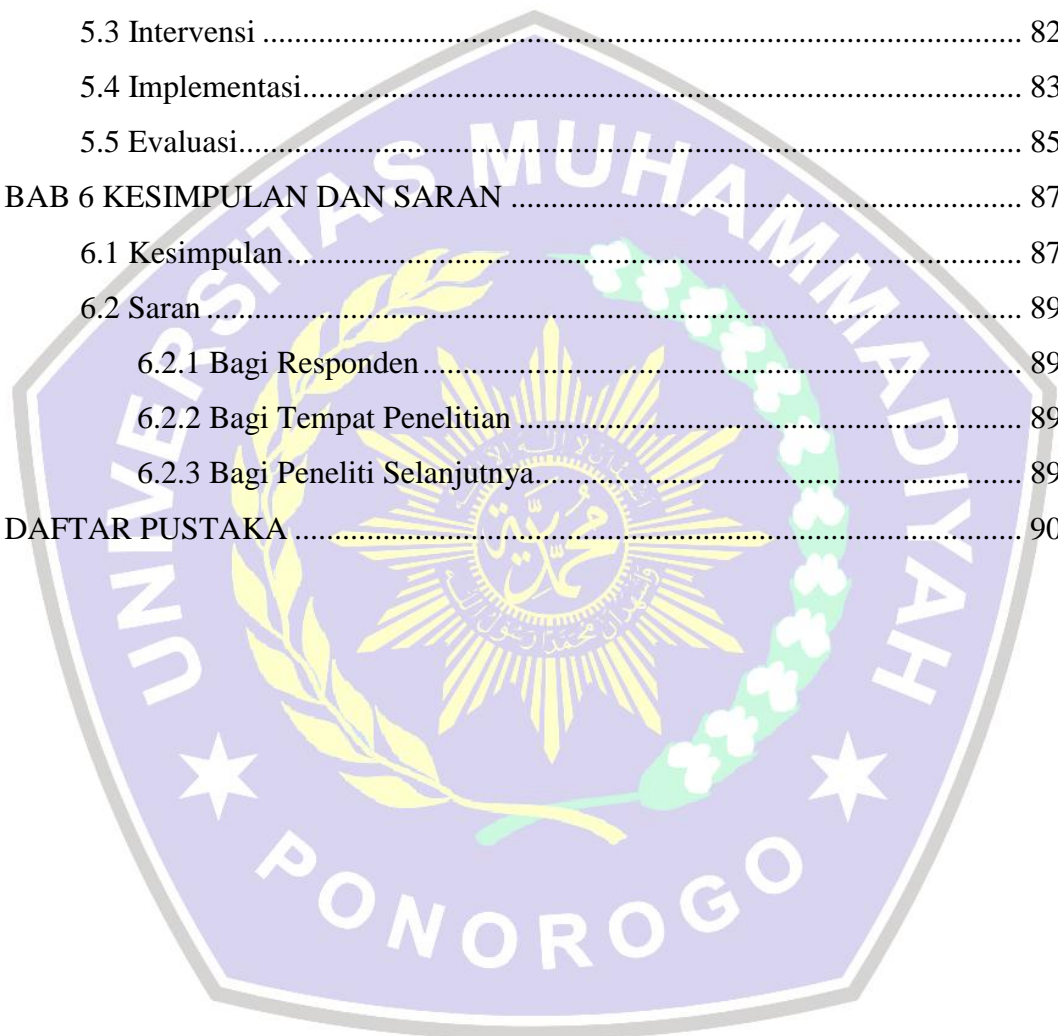 5.3 Intervensi ............................................................................................ 82
5.4 Implementasi....................................................................................... 83
5.5 Evaluasi............................................................................................... 85
BAB 6 KESIMPULAN DAN SARAN .............................................................. 87
6.1 Kesimpulan ......................................................................................... 87
6.2 Saran ................................................................................................... 89
6.2.1 Bagi Responden ......................................................................... 89
6.2.2 Bagi Tempat Penelitian ............................................................. 89
6.2.3 Bagi Peneliti Selanjutnya........................................................... 89
DAFTAR PUSTAKA ........................................................................................ 90
UNIVERSITAS MUHAMMADIYAH
PONOROGO